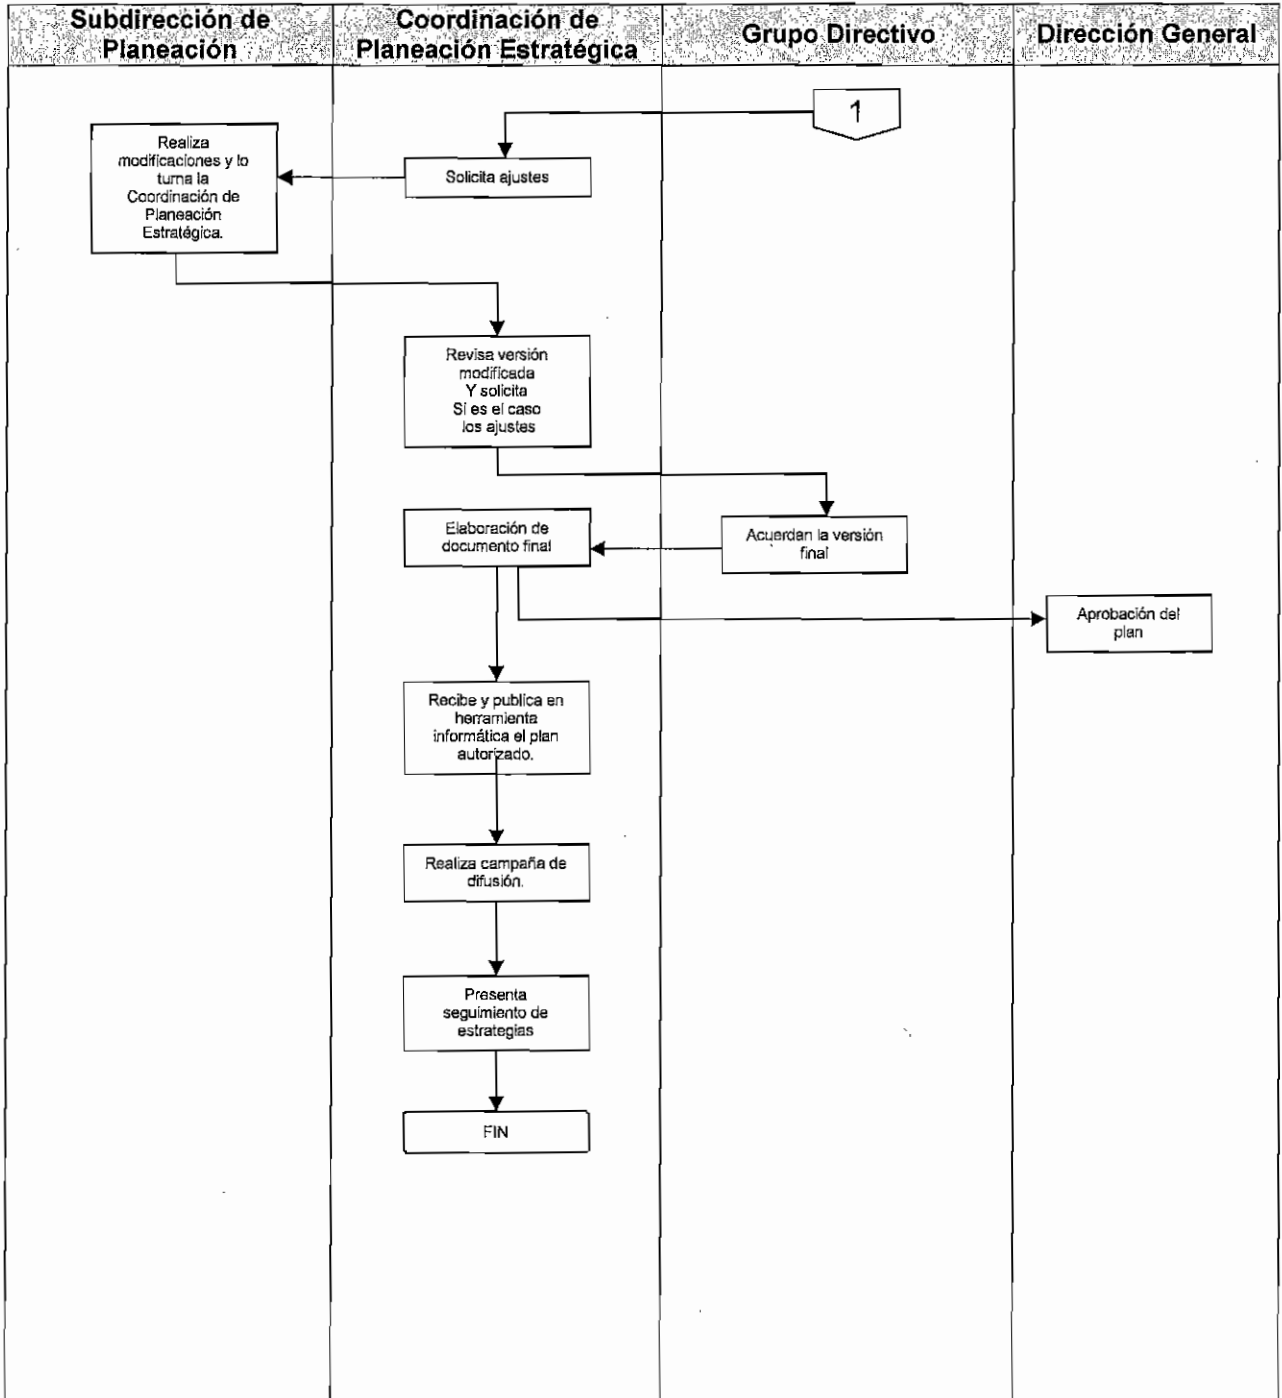 Subdirección de
Planeación
Coordinación de
Planeación Estratégica
Grupo Directivo
Dirección General
1
Realiza
modificaciones y lo
turna la
Coordinación de
Planeación
Estratégica.
Solicita ajustes
Revisa versión
modificada
Y solicita
Si es el caso
los ajustes
Elaboración de
documento final
Acuerdan la versión
final
Aprobación del
plan
Recibe y publica en
herramienta
informática el plan
autorizado.
Realiza campaña de
difusión.
Presenta
seguimiento de
estrategias
FIN